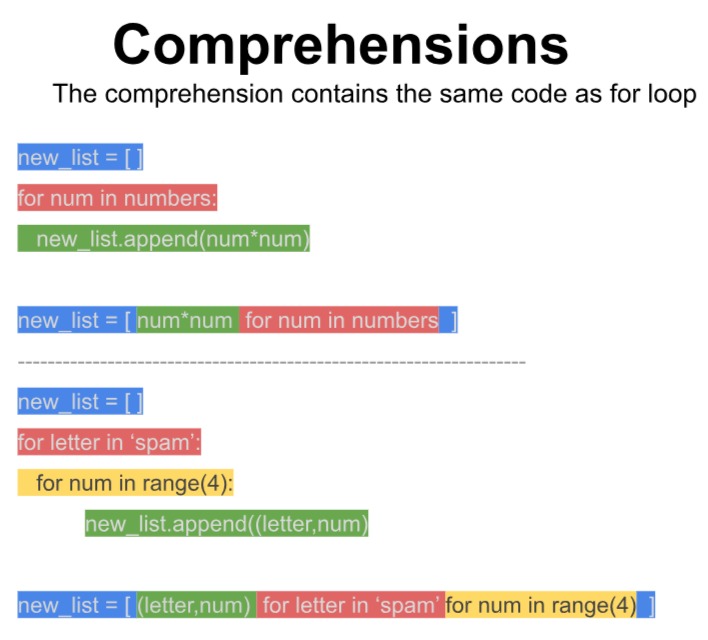 Comprehensions
The comprehension contains the same code as for loop
new_list = [ ]
for num in numbers:
new_list.append(num*num)
new_list = [ num*num for num in numbers ]
--------------------------------------------------------------------
new_list = [ ]
for letter in ‘spam’:
for num in range(4):
new_list.append((letter,num)
new_list = [ (letter,num) for letter in ‘spam’ for num in range(4) ]